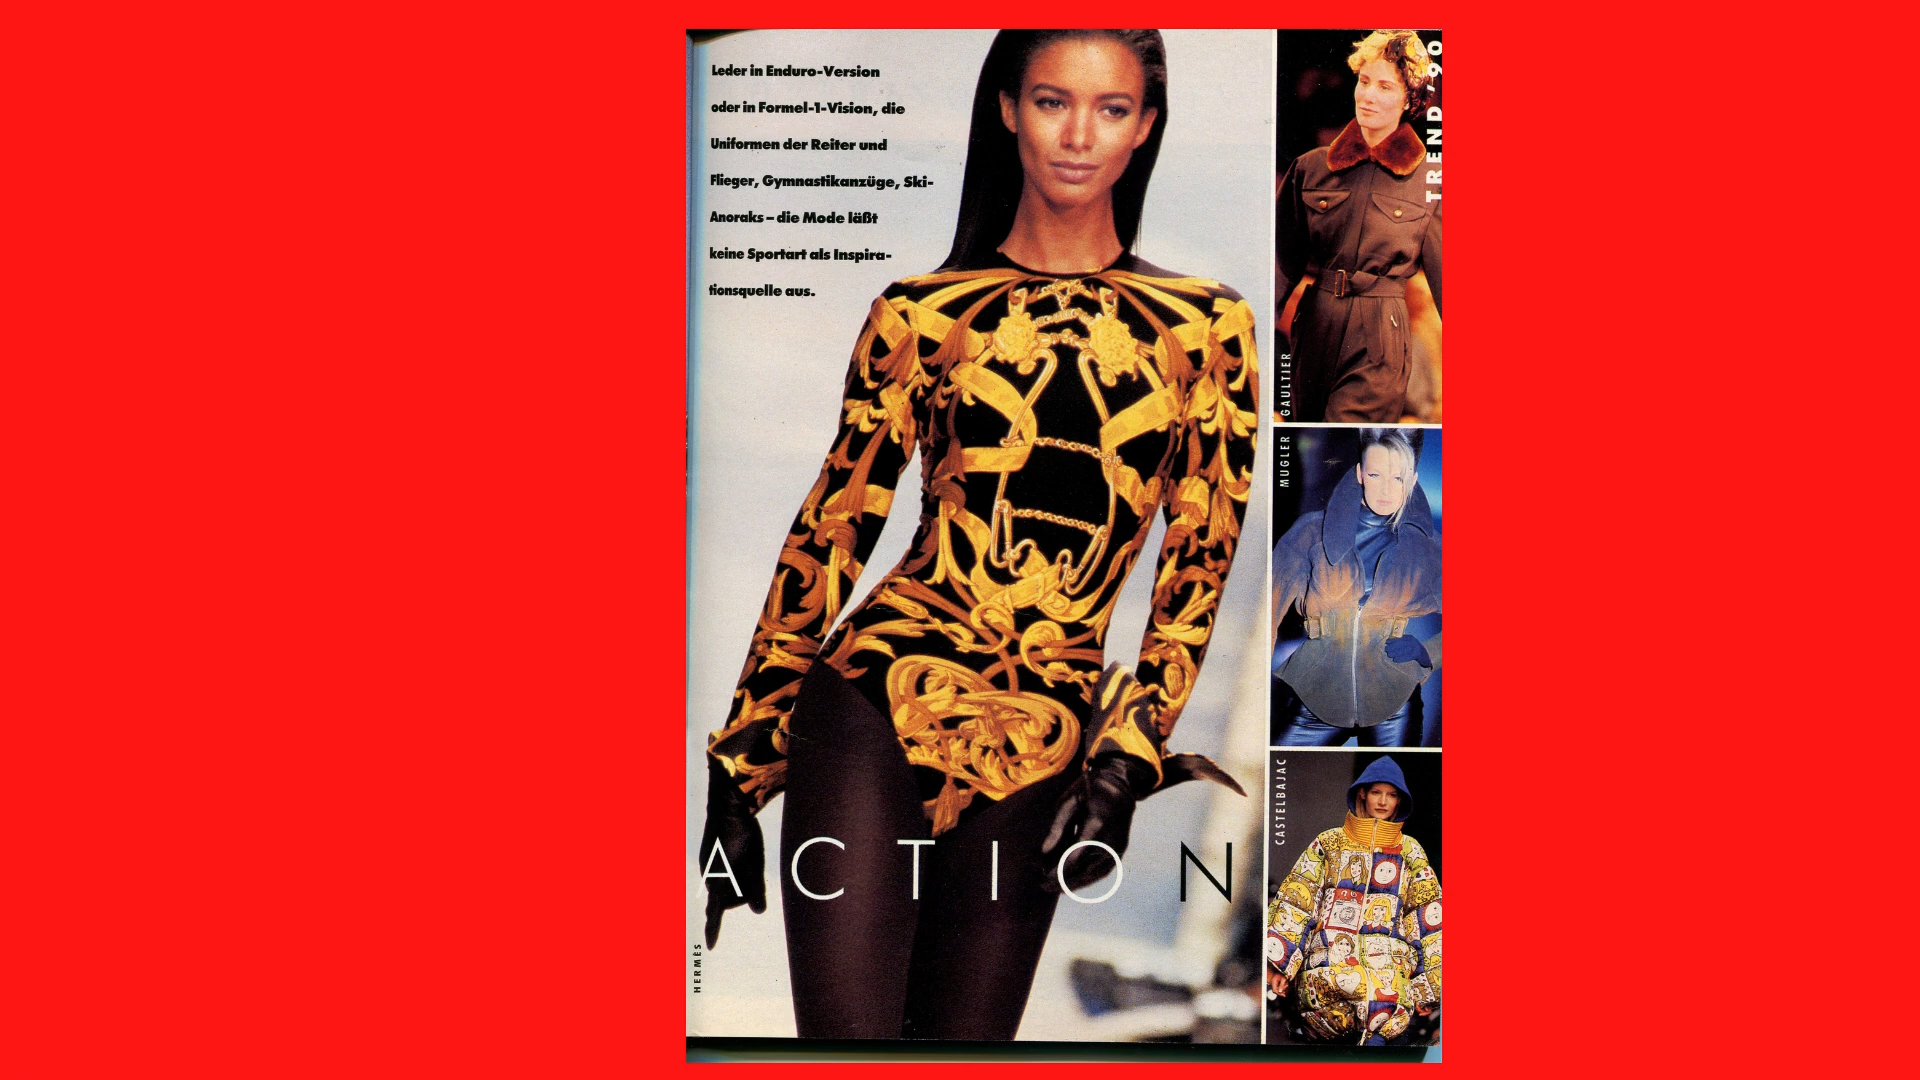 Leder in Enduro-Version
oder in Formel-1-Vision, die
Uniformen der Reiter und
Flieger, Gymnastikanzüge, Ski-
Anoraks – die Mode läßt
keine Sportart als Inspira-
tionsquelle aus.
ACTION
HERMÈS
TREND '90
GAULTIER
MUGLER
CASTELBAJAC